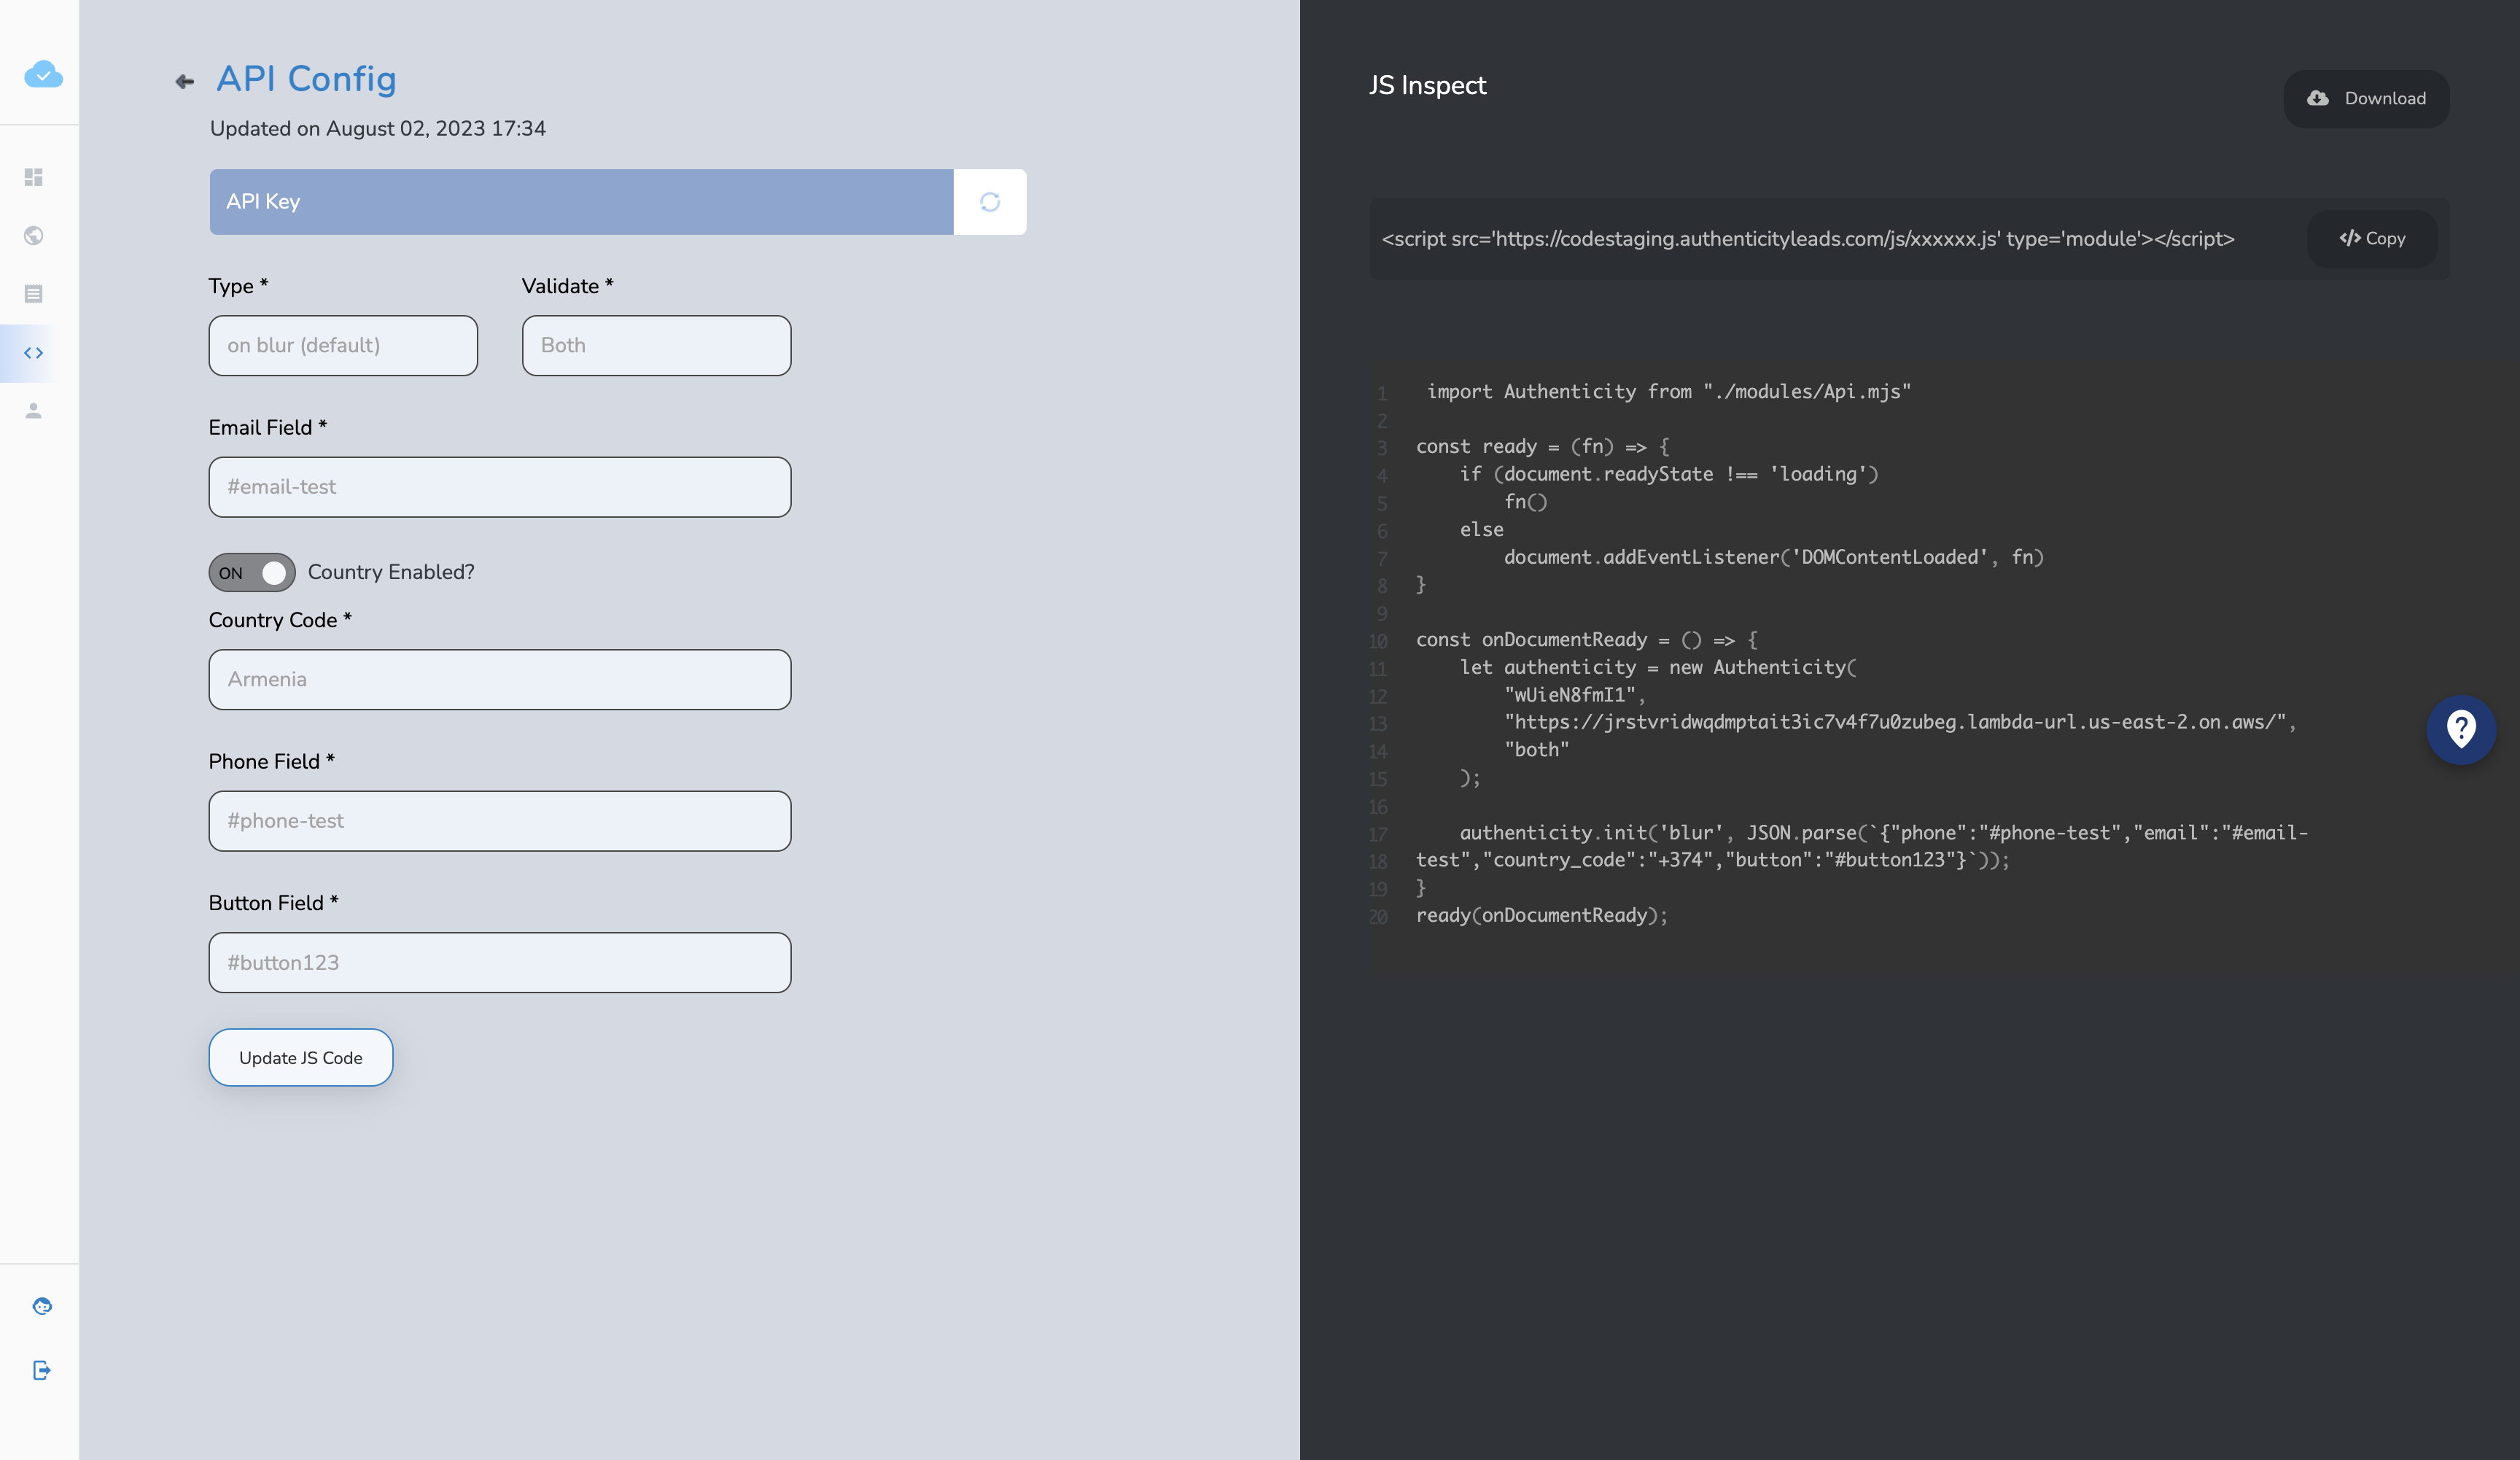 API Config
Updated on August 02, 2023 17:34
API Key
Type *
Validate *
on blur (default)
Both
Email Field *
#email-test
ON
Country Enabled?
Country Code *
Armenia
Phone Field *
#phone-test
Button Field *
#button123
Update JS Code
JS Inspect
Download
<script src='https://codestaging.authenticityleads.com/js/xxxxxx.js' type='module'></script>
</> Copy
1 import Authenticity from "./modules/Api.mjs"
2
3 const ready = (fn) => {
4 if (document.readyState !== 'loading')
5 fn()
6 else
7 document.addEventListener('DOMContentLoaded', fn)
8 }
9
10 const onDocumentReady = () => {
11 let authenticity = new Authenticity(
12 "wUieN8fmI1",
13 "https://jrstvridwqdmptait3ic7v4f7u0zubeg.lambda-url.us-east-2.on.aws/",
14 "both"
15 );
16
17 authenticity.init('blur', JSON.parse(`{"phone":"#phone-test","email":"#email-
18 test","country_code":"+374","button":"#button123"}`));
19 }
20 ready(onDocumentReady);